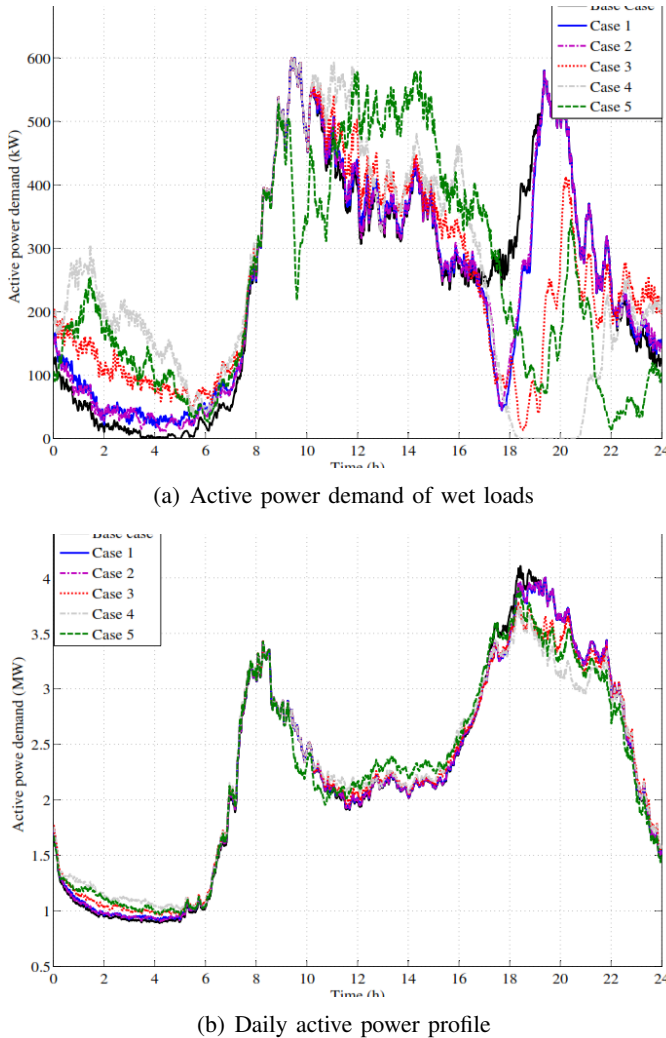 Base Case
Case 1
Case 2
Case 3
Case 4
Case 5
600
500
400
300
200
100
0
Active power demand (kW)
0 2 4 6 8 10 12 14 16 18 20 22 24
Time (h)
(a) Active power demand of wet loads
Base case
Case 1
Case 2
Case 3
Case 4
Case 5
4
3.5
3
2.5
2
1.5
1
0.5
Active powe demand (MW)
0 2 4 6 8 10 12 14 16 18 20 22 24
Time (h)
(b) Daily active power profile